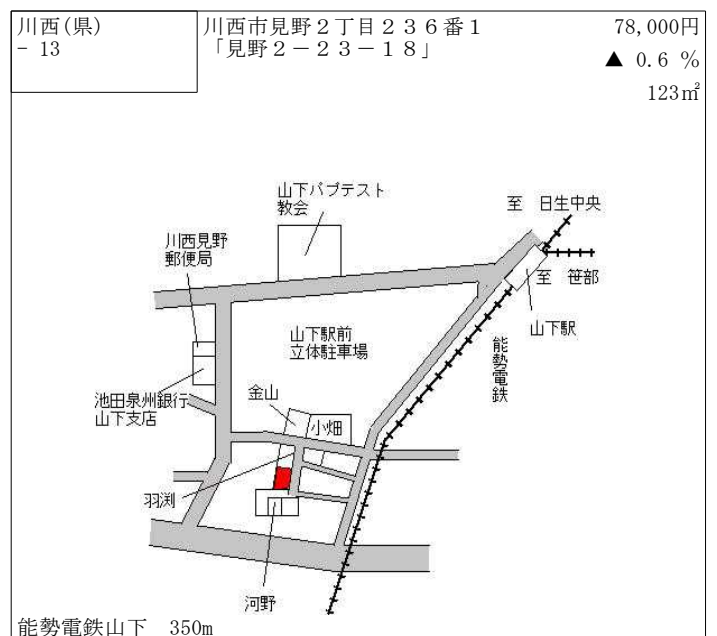 川西(県)
- 13
川西市見野２丁目２３６番１
「見野２－２３－１８」
78,000円
▲ 0.6 %
123㎡
山下バプテスト
教会
至　日生中央
川西見野
郵便局
至　笹部
山下駅
山下駅前
立体駐車場
能勢電鉄
池田泉州銀行
山下支店
金山
小畑
羽渕
河野
能勢電鉄山下　350m